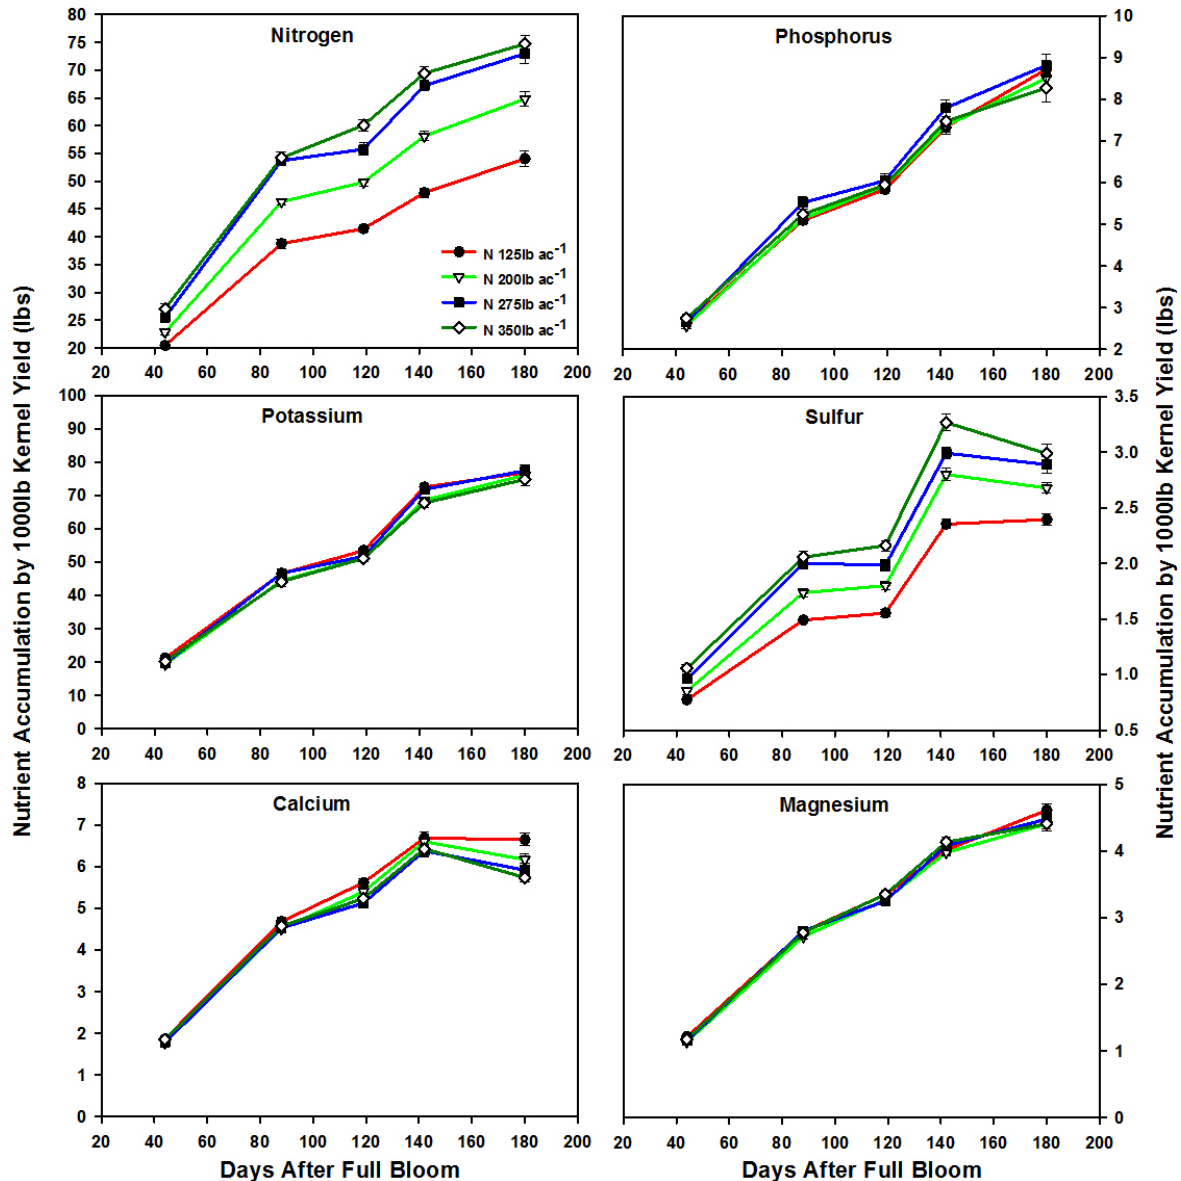 Nutrient Accumulation by 1000lb Kernel Yield (lbs)
Nitrogen
80
75
70
65
60
55
50
45
40
35
30
25
20
N 125lb ac-1
N 200lb ac-1
N 275lb ac-1
N 350lb ac-1
20 40 60 80 100 120 140 160 180 200
Phosphorus
10
9
8
7
6
5
4
3
2
20 40 60 80 100 120 140 160 180 200
Potassium
100
90
80
70
60
50
40
30
20
10
0
20 40 60 80 100 120 140 160 180 200
Sulfur
3.5
3.0
2.5
2.0
1.5
1.0
0.5
20 40 60 80 100 120 140 160 180 200
Calcium
8
7
6
5
4
3
2
1
0
20 40 60 80 100 120 140 160 180 200
Days After Full Bloom
Magnesium
5
4
3
2
1
0
20 40 60 80 100 120 140 160 180 200
Days After Full Bloom
Nutrient Accumulation by 1000lb Kernel Yield (lbs)